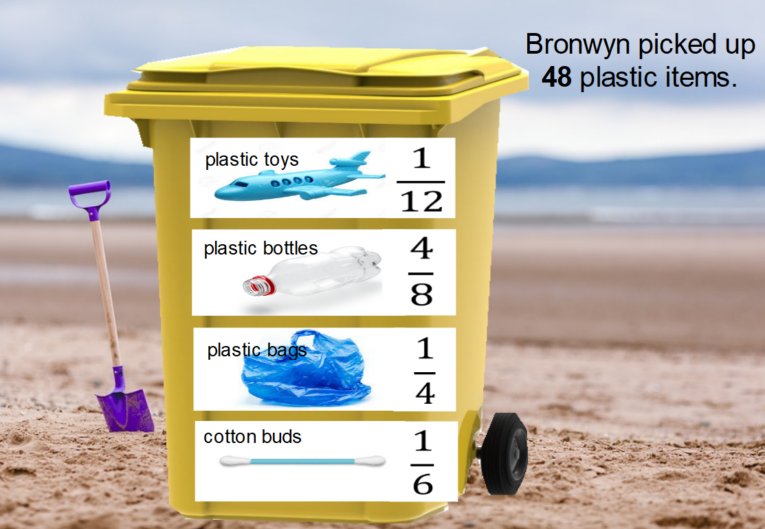 Bronwyn picked up
48 plastic items.
plastic toys
1/12
plastic bottles
4/8
plastic bags
1/4
cotton buds
1/6